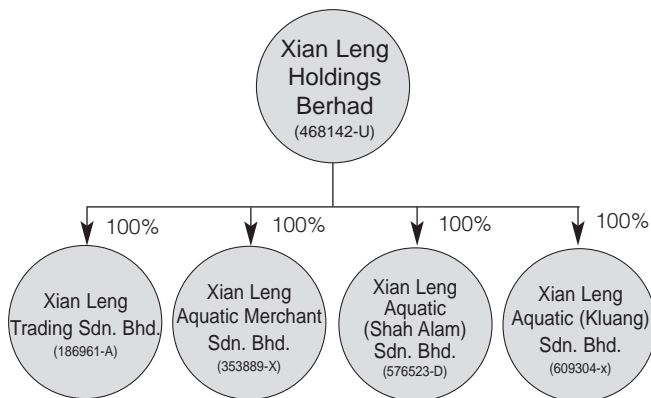 Xian Leng
Holdings
Berhad
(468142-U)
100%
100%
100%
100%
Xian Leng
Trading Sdn. Bhd.
(186961-A)
Xian Leng
Aquatic Merchant
Sdn. Bhd.
(353889-X)
Xian Leng
Aquatic
(Shah Alam)
Sdn. Bhd.
(576523-D)
Xian Leng
Aquatic (Kluang)
Sdn. Bhd.
(609304-x)